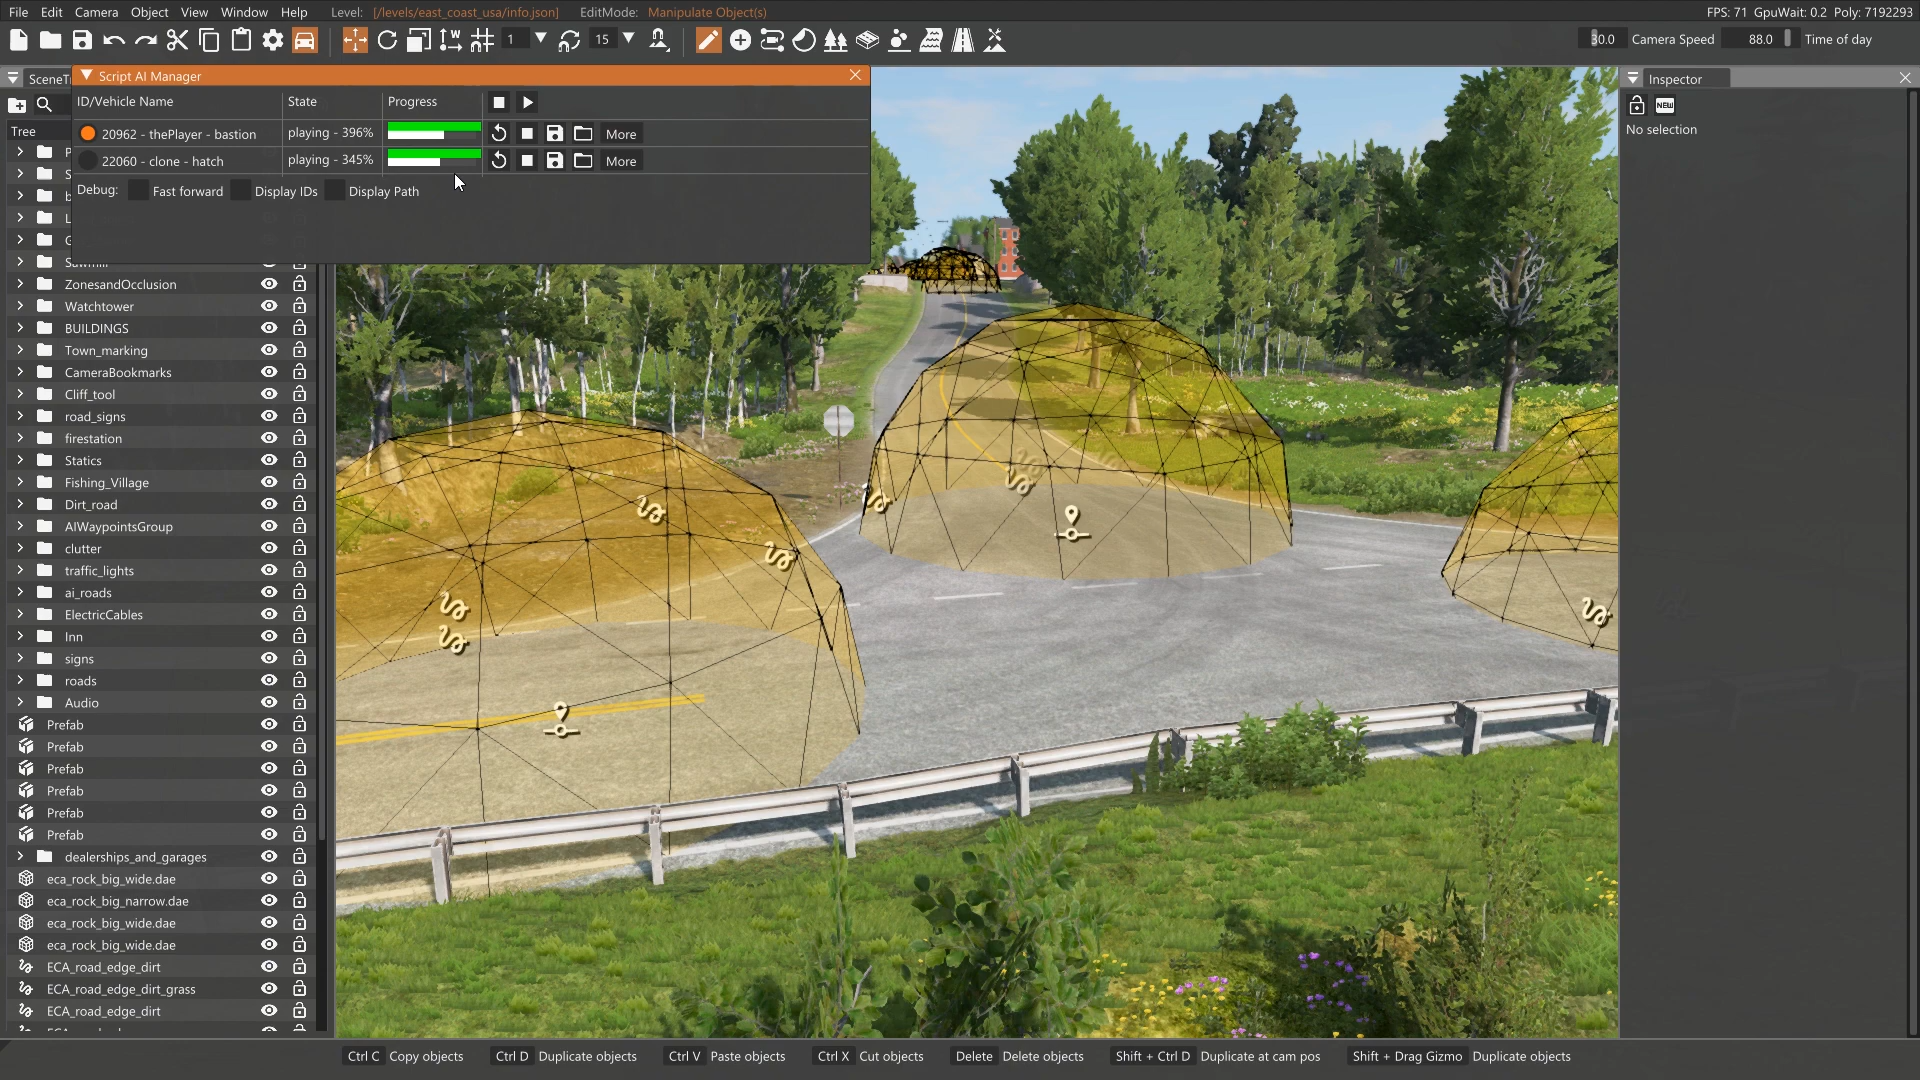 File Edit Camera Object View Window Help Level: [/levels/east_coast_usa/info.json] EditMode: Manipulate Object(s) FPS: 71 GpuWait: 0.2 Poly: 7192293
1 15 30.0 Camera Speed 88.0 Time of day
Script AI Manager
Inspector
ID/Vehicle Name State Progress
NEW
No selection
20962 - thePlayer - bastion playing - 396% More
22060 - clone - hatch playing - 345% More
Debug: Fast forward Display IDs Display Path
Tree
ZonesandOcclusion
Watchtower
BUILDINGS
Town_marking
CameraBookmarks
Cliff_tool
road_signs
firestation
Statics
Fishing_Village
Dirt_road
AIWaypointsGroup
clutter
traffic_lights
ai_roads
ElectricCables
Inn
signs
roads
Audio
Prefab
Prefab
Prefab
Prefab
Prefab
Prefab
dealerships_and_garages
eca_rock_big_wide.dae
eca_rock_big_narrow.dae
eca_rock_big_wide.dae
eca_rock_big_wide.dae
ECA_road_edge_dirt
ECA_road_edge_dirt_grass
ECA_road_edge_dirt
Ctrl C Copy objects Ctrl D Duplicate objects Ctrl V Paste objects Ctrl X Cut objects Delete Delete objects Shift + Ctrl D Duplicate at cam pos Shift + Drag Gizmo Duplicate objects